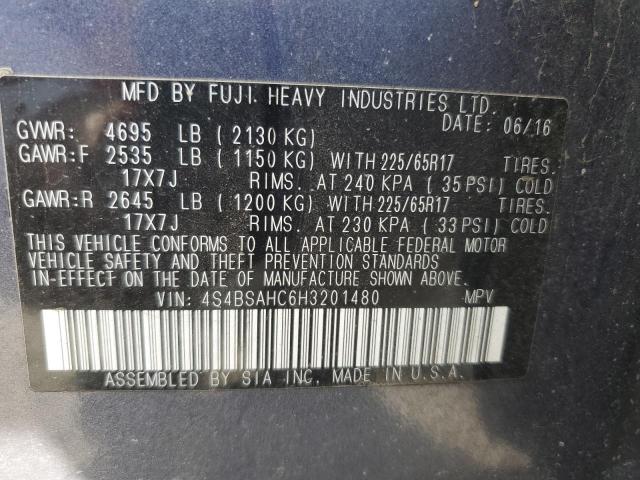 MFD BY FUJI HEAVY INDUSTRIES LTD.
DATE: 06/16
GVWR: 4695 LB (2130 KG)
GAWR:F 2535 LB (1150 KG) WITH 225/65R17 TIRES.
17X7J RIMS. AT 240 KPA (35 PSI) COLD
GAWR:R 2645 LB (1200 KG) WITH 225/65R17 TIRES.
17X7J RIMS. AT 230 KPA (33 PSI) COLD
THIS VEHICLE CONFORMS TO ALL APPLICABLE FEDERAL MOTOR
VEHICLE SAFETY AND THEFT PREVENTION STANDARDS
IN-EFFECT ON THE DATE OF MANUFACTURE SHOWN ABOVE.
VIN: 4S4BSAHC6H3201480 MPV
ASSEMBLED BY SIA INC. MADE IN U.S.A.